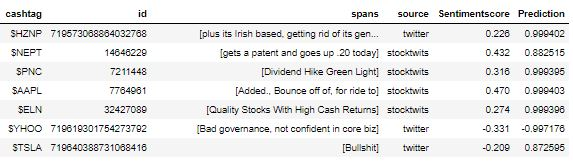 cashtag id spans source Sentimentscore Prediction
$HZNP 719573068864032768 [plus its Irish based, getting rid of its gen... twitter 0.226 0.999402
$NEPT 14646229 [gets a patent and goes up .20 today] stocktwits 0.432 0.882515
$PNC 7211448 [Dividend Hike Green Light] stocktwits 0.316 0.999395
$AAPL 7764961 [Added., Bounce off of, for ride to] stocktwits 0.470 0.999403
$ELN 32427089 [Quality Stocks With High Cash Returns] stocktwits 0.274 0.999396
$YHOO 719619301754273792 [Bad governance, not confident in core biz] twitter -0.331 -0.997176
$TSLA 719640388731068416 [Bullshit] twitter -0.209 0.872595